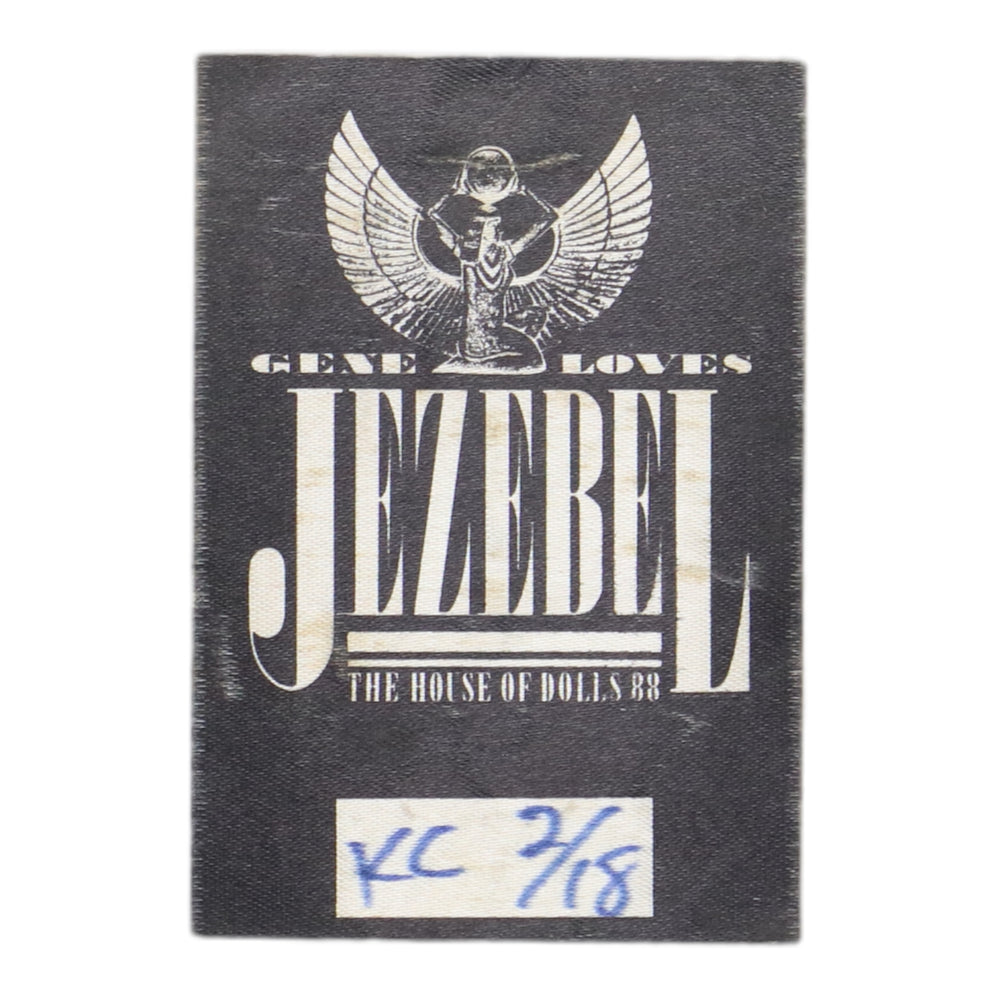 GENE LOVES
JEZEBEL
THE HOUSE OF DOLLS 88
KC 2/18